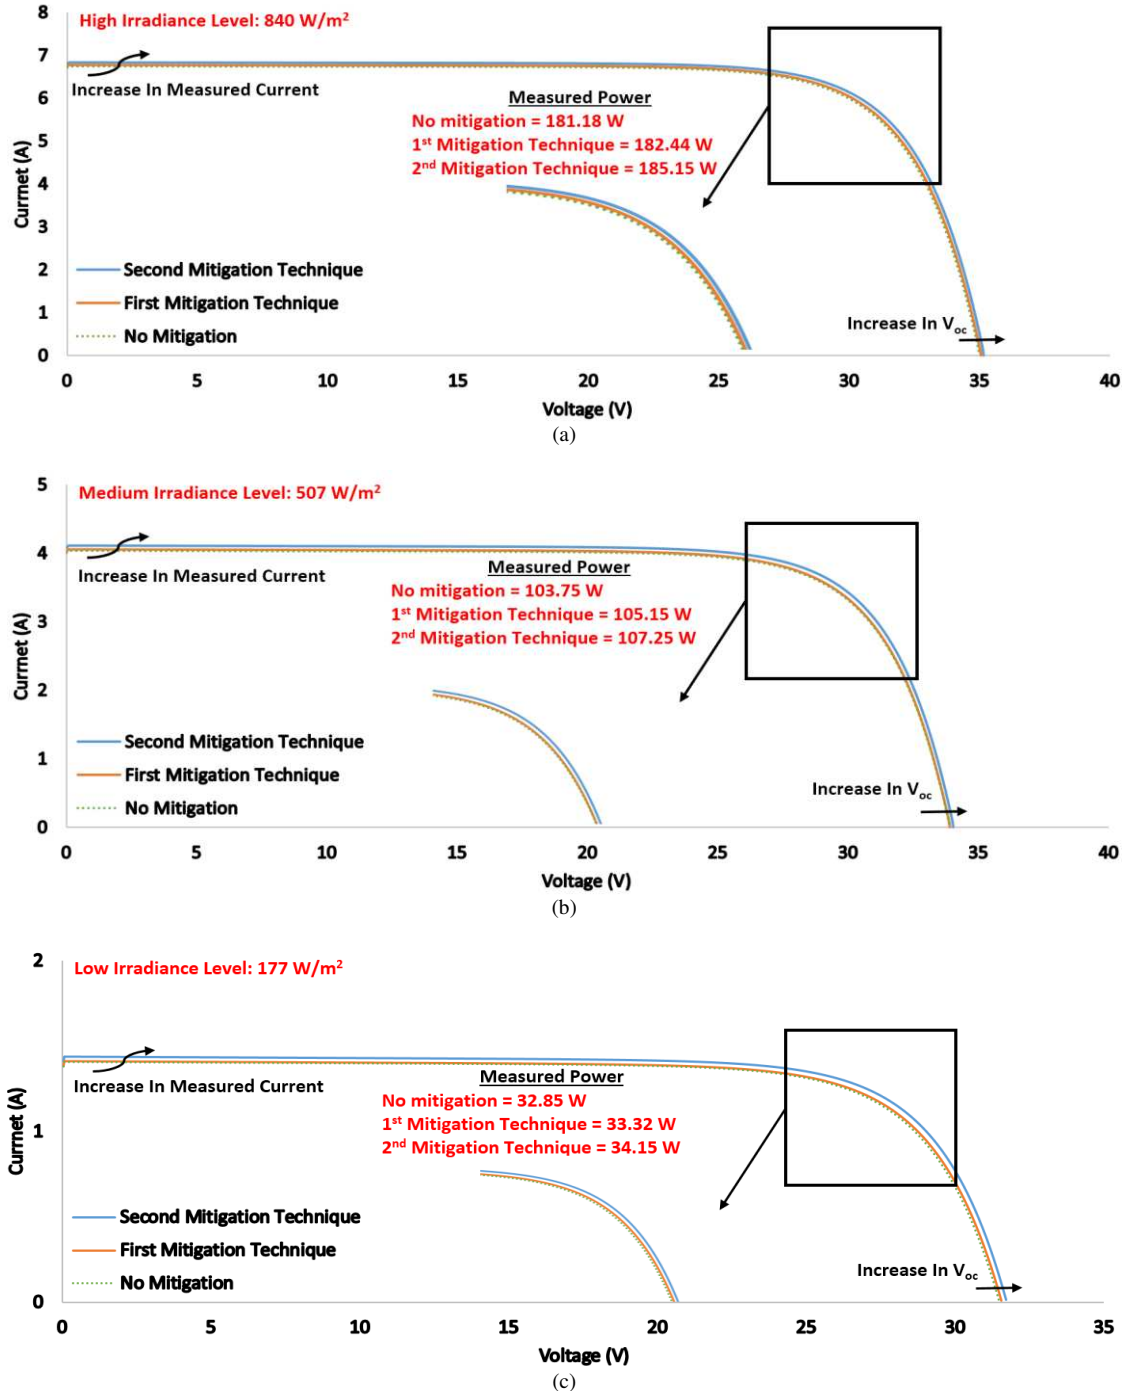 High Irradiance Level: 840 W/m²
Increase In Measured Current
Measured Power
No mitigation = 181.18 W
1st Mitigation Technique = 182.44 W
2nd Mitigation Technique = 185.15 W
Second Mitigation Technique
First Mitigation Technique
No Mitigation
Increase In Voc
Currnet (A)
8
7
6
5
4
3
2
1
0
0 5 10 15 20 25 30 35 40
Voltage (V)
(a)
Medium Irradiance Level: 507 W/m²
Increase In Measured Current
Measured Power
No mitigation = 103.75 W
1st Mitigation Technique = 105.15 W
2nd Mitigation Technique = 107.25 W
Second Mitigation Technique
First Mitigation Technique
No Mitigation
Increase In Voc
Currnet (A)
5
4
3
2
1
0
0 5 10 15 20 25 30 35 40
Voltage (V)
(b)
Low Irradiance Level: 177 W/m²
Increase In Measured Current
Measured Power
No mitigation = 32.85 W
1st Mitigation Technique = 33.32 W
2nd Mitigation Technique = 34.15 W
Second Mitigation Technique
First Mitigation Technique
No Mitigation
Increase In Voc
Currnet (A)
2
1
0
0 5 10 15 20 25 30 35
Voltage (V)
(c)